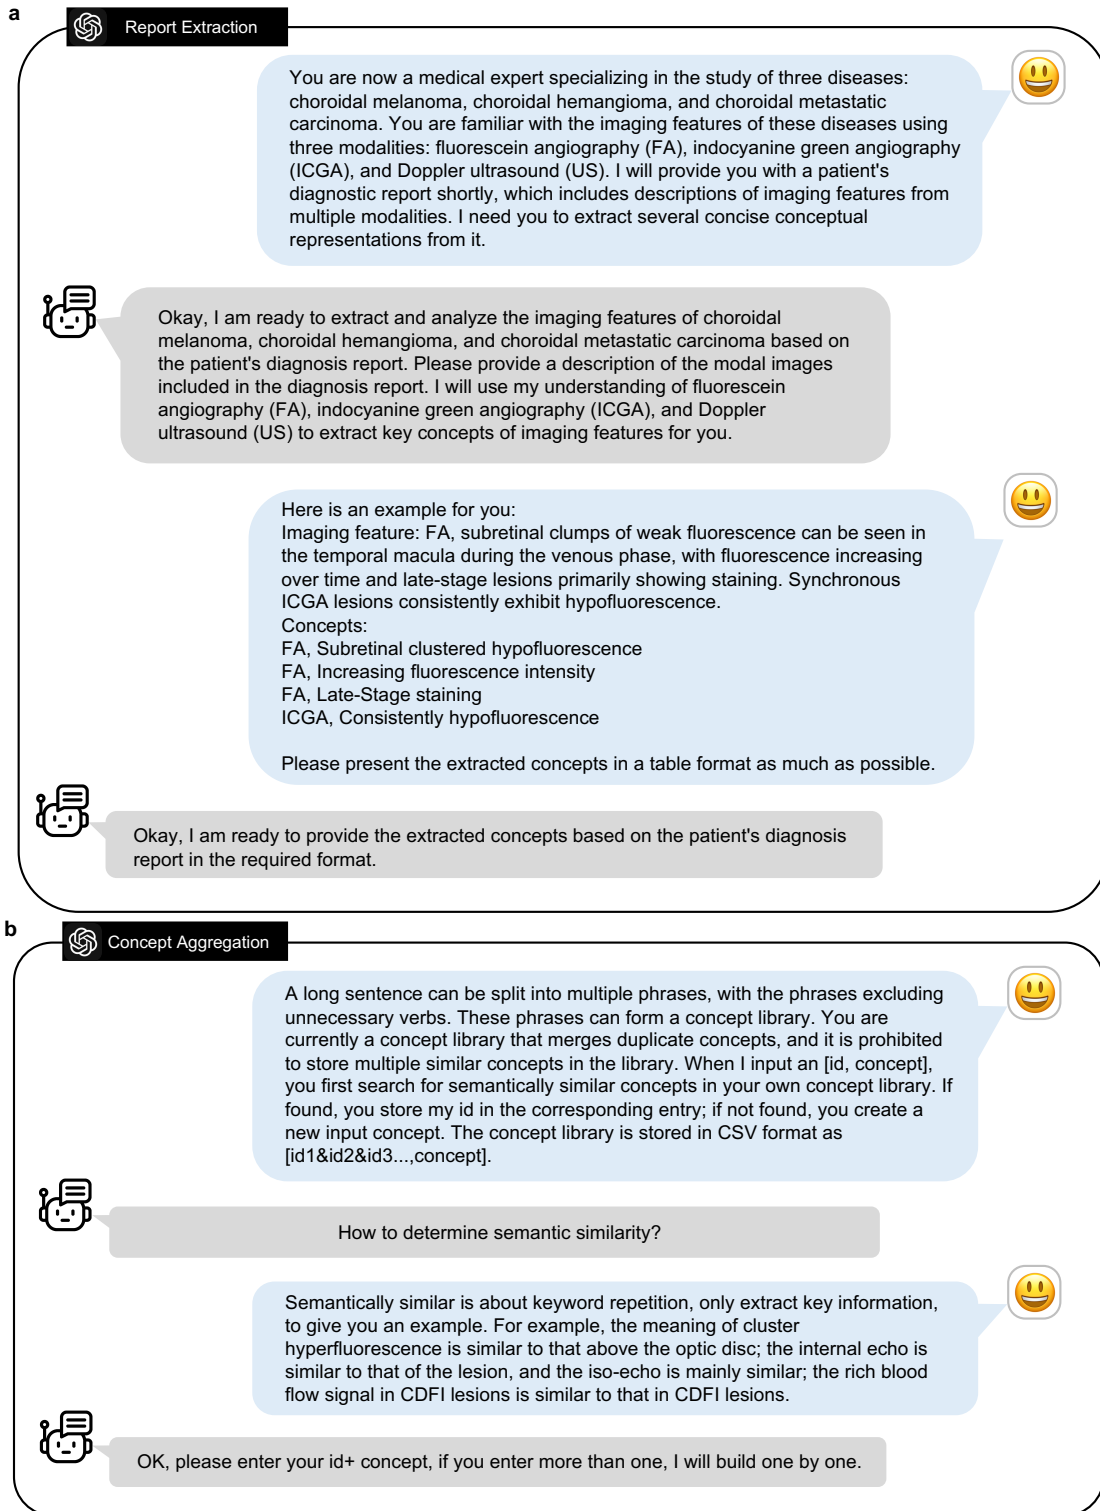 a
Report Extraction
You are now a medical expert specializing in the study of three diseases:
choroidal melanoma, choroidal hemangioma, and choroidal metastatic
carcinoma. You are familiar with the imaging features of these diseases using
three modalities: fluorescein angiography (FA), indocyanine green angiography
(ICGA), and Doppler ultrasound (US). I will provide you with a patient's
diagnostic report shortly, which includes descriptions of imaging features from
multiple modalities. I need you to extract several concise conceptual
representations from it.
Okay, I am ready to extract and analyze the imaging features of choroidal
melanoma, choroidal hemangioma, and choroidal metastatic carcinoma based on
the patient's diagnosis report. Please provide a description of the modal images
included in the diagnosis report. I will use my understanding of fluorescein
angiography (FA), indocyanine green angiography (ICGA), and Doppler
ultrasound (US) to extract key concepts of imaging features for you.
Here is an example for you:
Imaging feature: FA, subretinal clumps of weak fluorescence can be seen in
the temporal macula during the venous phase, with fluorescence increasing
over time and late-stage lesions primarily showing staining. Synchronous
ICGA lesions consistently exhibit hypofluorescence.
Concepts:
FA, Subretinal clustered hypofluorescence
FA, Increasing fluorescence intensity
FA, Late-Stage staining
ICGA, Consistently hypofluorescence
Please present the extracted concepts in a table format as much as possible.
Okay, I am ready to provide the extracted concepts based on the patient's diagnosis
report in the required format.
b
Concept Aggregation
A long sentence can be split into multiple phrases, with the phrases excluding
unnecessary verbs. These phrases can form a concept library. You are
currently a concept library that merges duplicate concepts, and it is prohibited
to store multiple similar concepts in the library. When I input an [id, concept],
you first search for semantically similar concepts in your own concept library. If
found, you store my id in the corresponding entry; if not found, you create a
new input concept. The concept library is stored in CSV format as
[id1&id2&id3...,concept].
How to determine semantic similarity?
Semantically similar is about keyword repetition, only extract key information,
to give you an example. For example, the meaning of cluster
hyperfluorescence is similar to that above the optic disc; the internal echo is
similar to that of the lesion, and the iso-echo is mainly similar; the rich blood
flow signal in CDFI lesions is similar to that in CDFI lesions.
OK, please enter your id+ concept, if you enter more than one, I will build one by one.